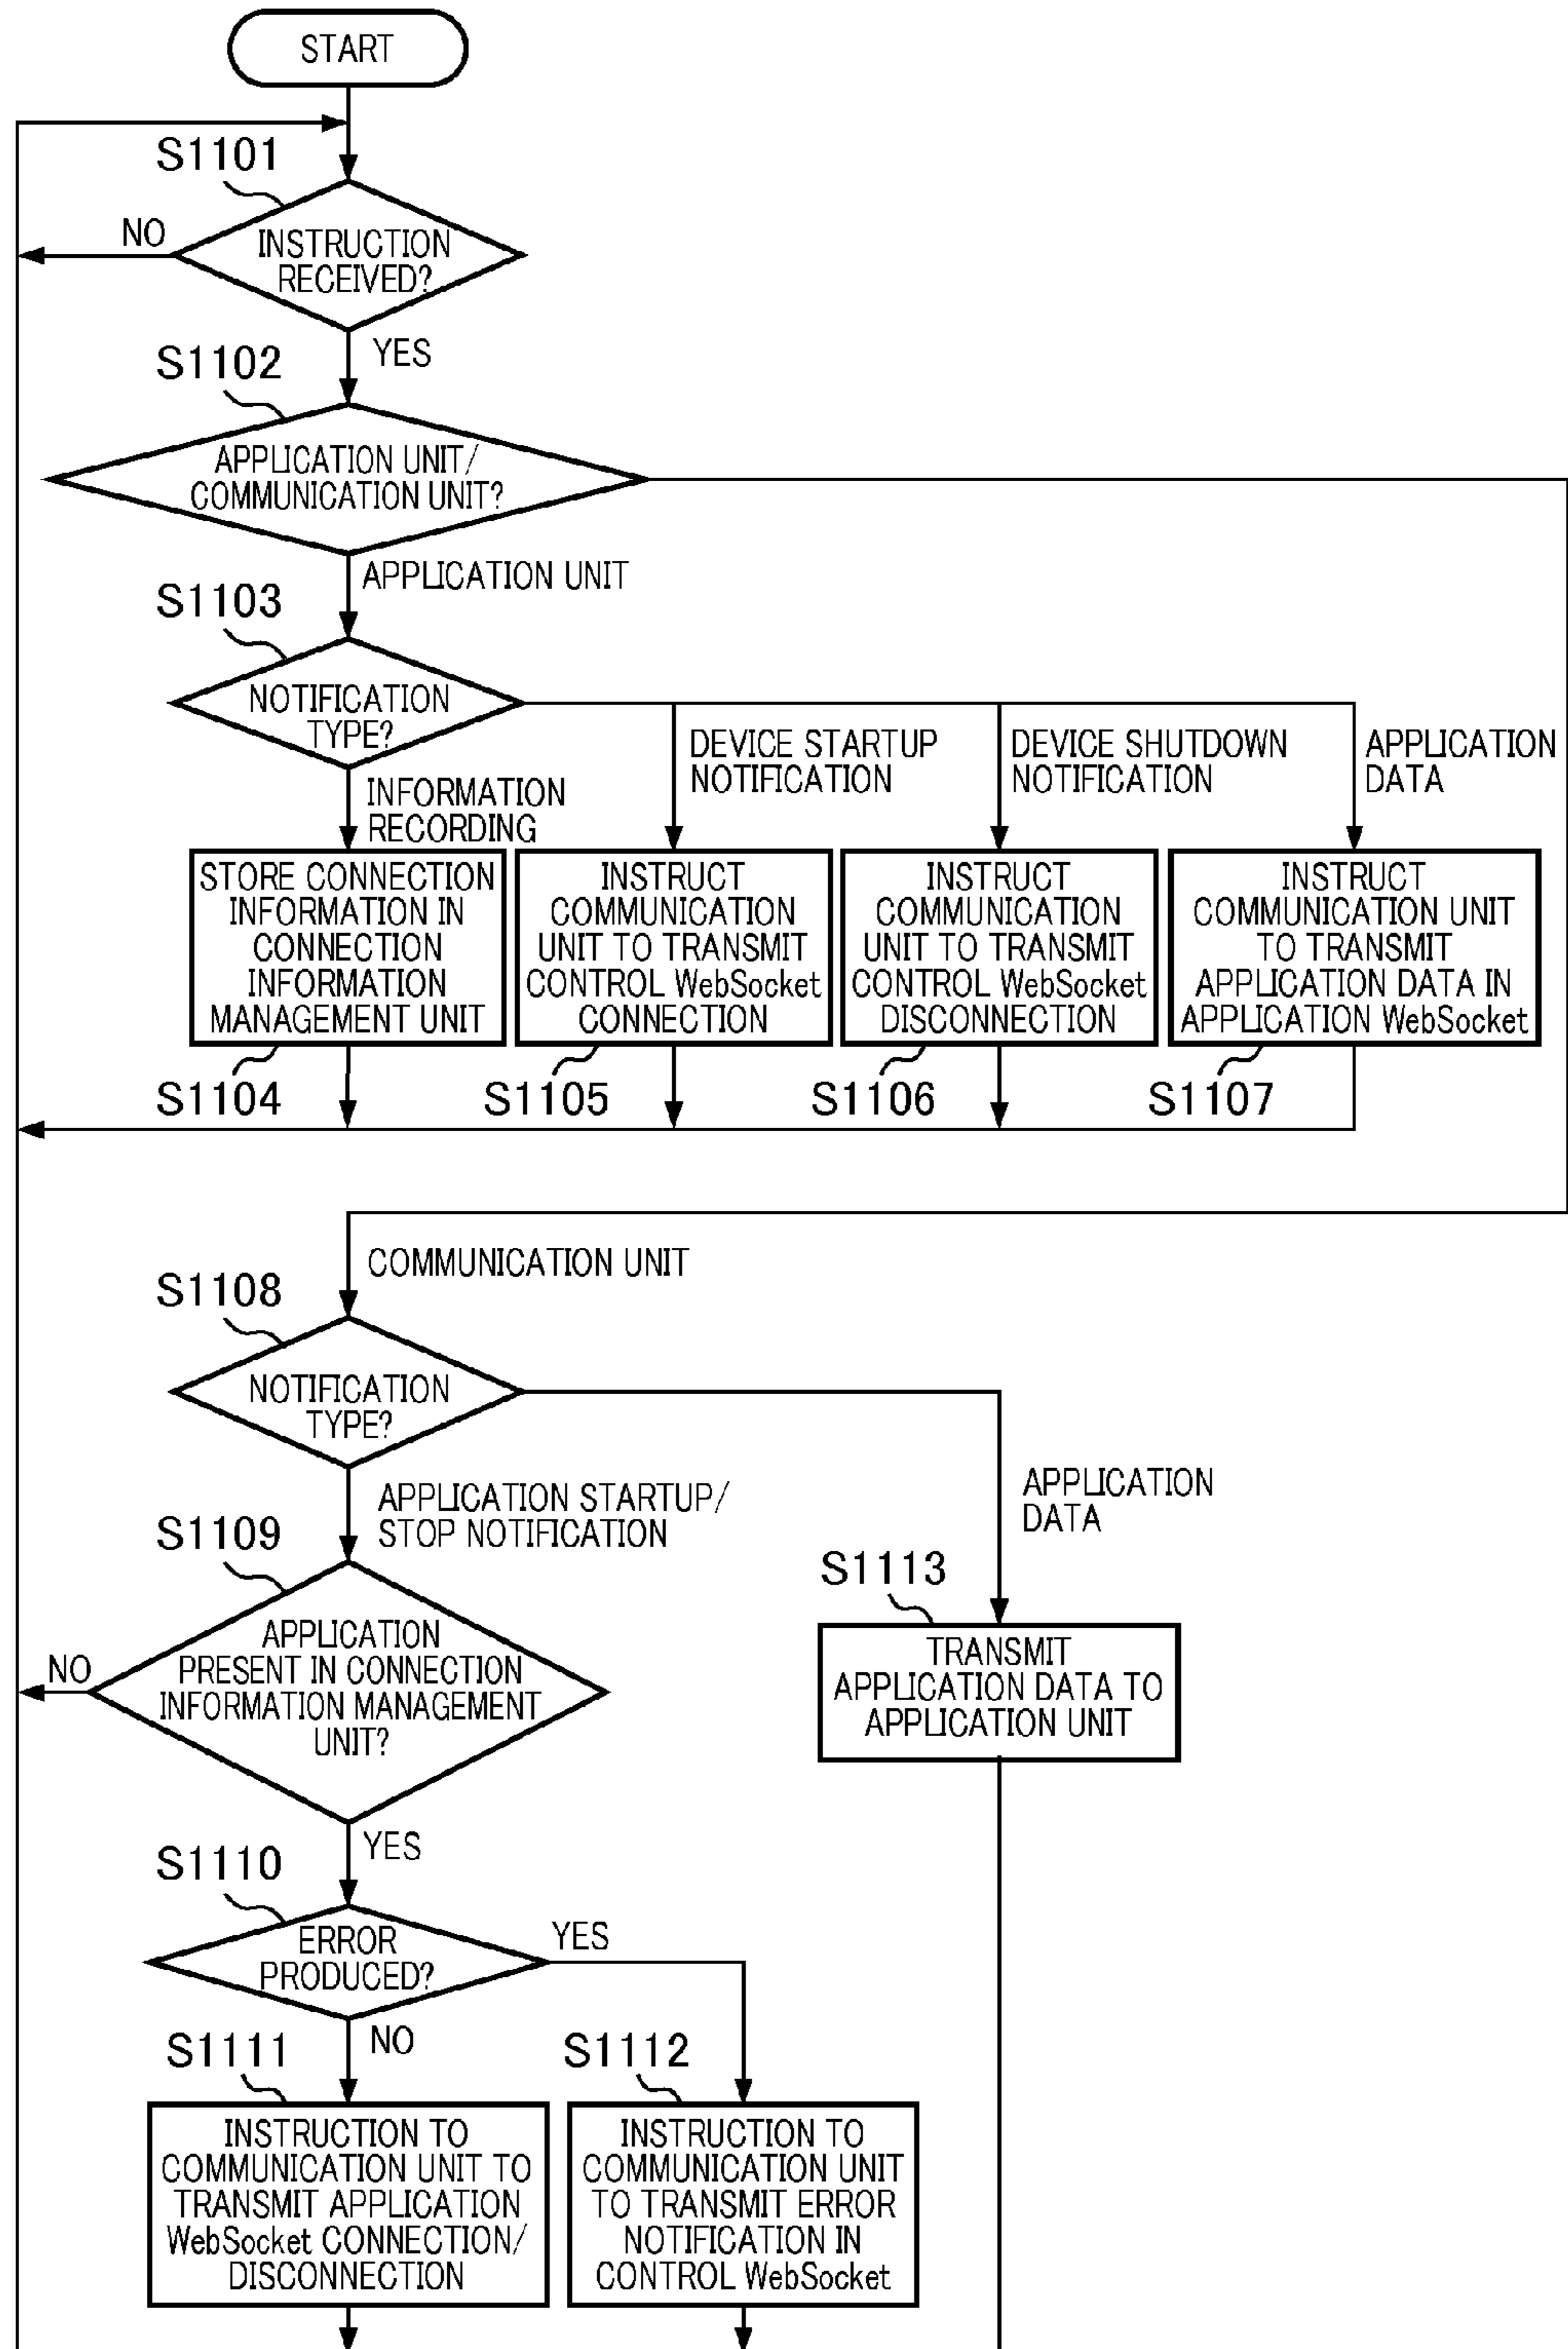 START
S1101
NO
INSTRUCTION
RECEIVED?
YES
S1102
APPLICATION UNIT/
COMMUNICATION UNIT?
APPLICATION UNIT
S1103
NOTIFICATION
TYPE?
INFORMATION
RECORDING
DEVICE STARTUP
NOTIFICATION
DEVICE SHUTDOWN
NOTIFICATION
APPLICATION
DATA
STORE CONNECTION
INFORMATION IN
CONNECTION
INFORMATION
MANAGEMENT UNIT
S1104
INSTRUCT
COMMUNICATION
UNIT TO TRANSMIT
CONTROL WebSocket
CONNECTION
S1105
INSTRUCT
COMMUNICATION
UNIT TO TRANSMIT
CONTROL WebSocket
DISCONNECTION
S1106
INSTRUCT
COMMUNICATION UNIT
TO TRANSMIT
APPLICATION DATA IN
APPLICATION WebSocket
S1107
COMMUNICATION UNIT
S1108
NOTIFICATION
TYPE?
APPLICATION STARTUP/
STOP NOTIFICATION
APPLICATION
DATA
S1109
NO
APPLICATION
PRESENT IN CONNECTION
INFORMATION MANAGEMENT
UNIT?
YES
S1113
TRANSMIT
APPLICATION DATA TO
APPLICATION UNIT
S1110
ERROR
PRODUCED?
YES
NO
S1111
INSTRUCTION TO
COMMUNICATION UNIT TO
TRANSMIT APPLICATION
WebSocket CONNECTION/
DISCONNECTION
S1112
INSTRUCTION TO
COMMUNICATION UNIT
TO TRANSMIT ERROR
NOTIFICATION IN
CONTROL WebSocket